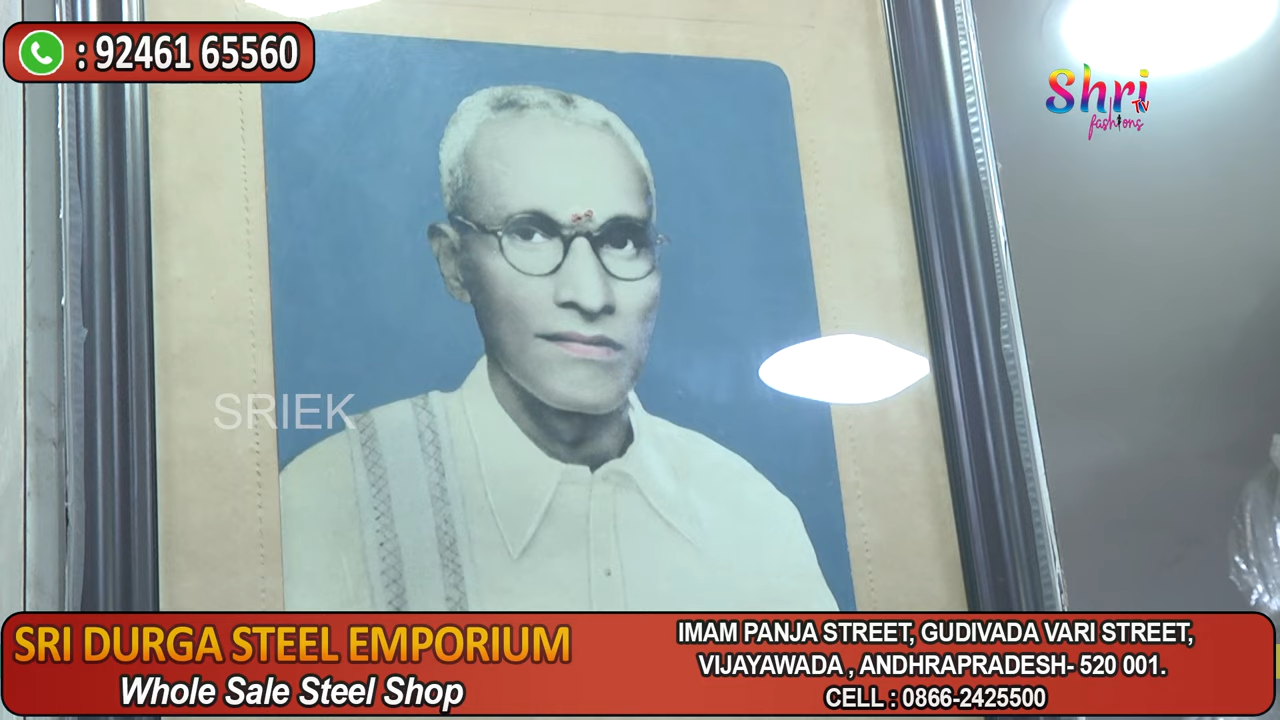 : 92461 65560
Shri
TV
fashions
SRIEK
SRI DURGA STEEL EMPORIUM
Whole Sale Steel Shop
IMAM PANJA STREET, GUDIVADA VARI STREET,
VIJAYAWADA , ANDHRAPRADESH- 520 001.
CELL : 0866-2425500